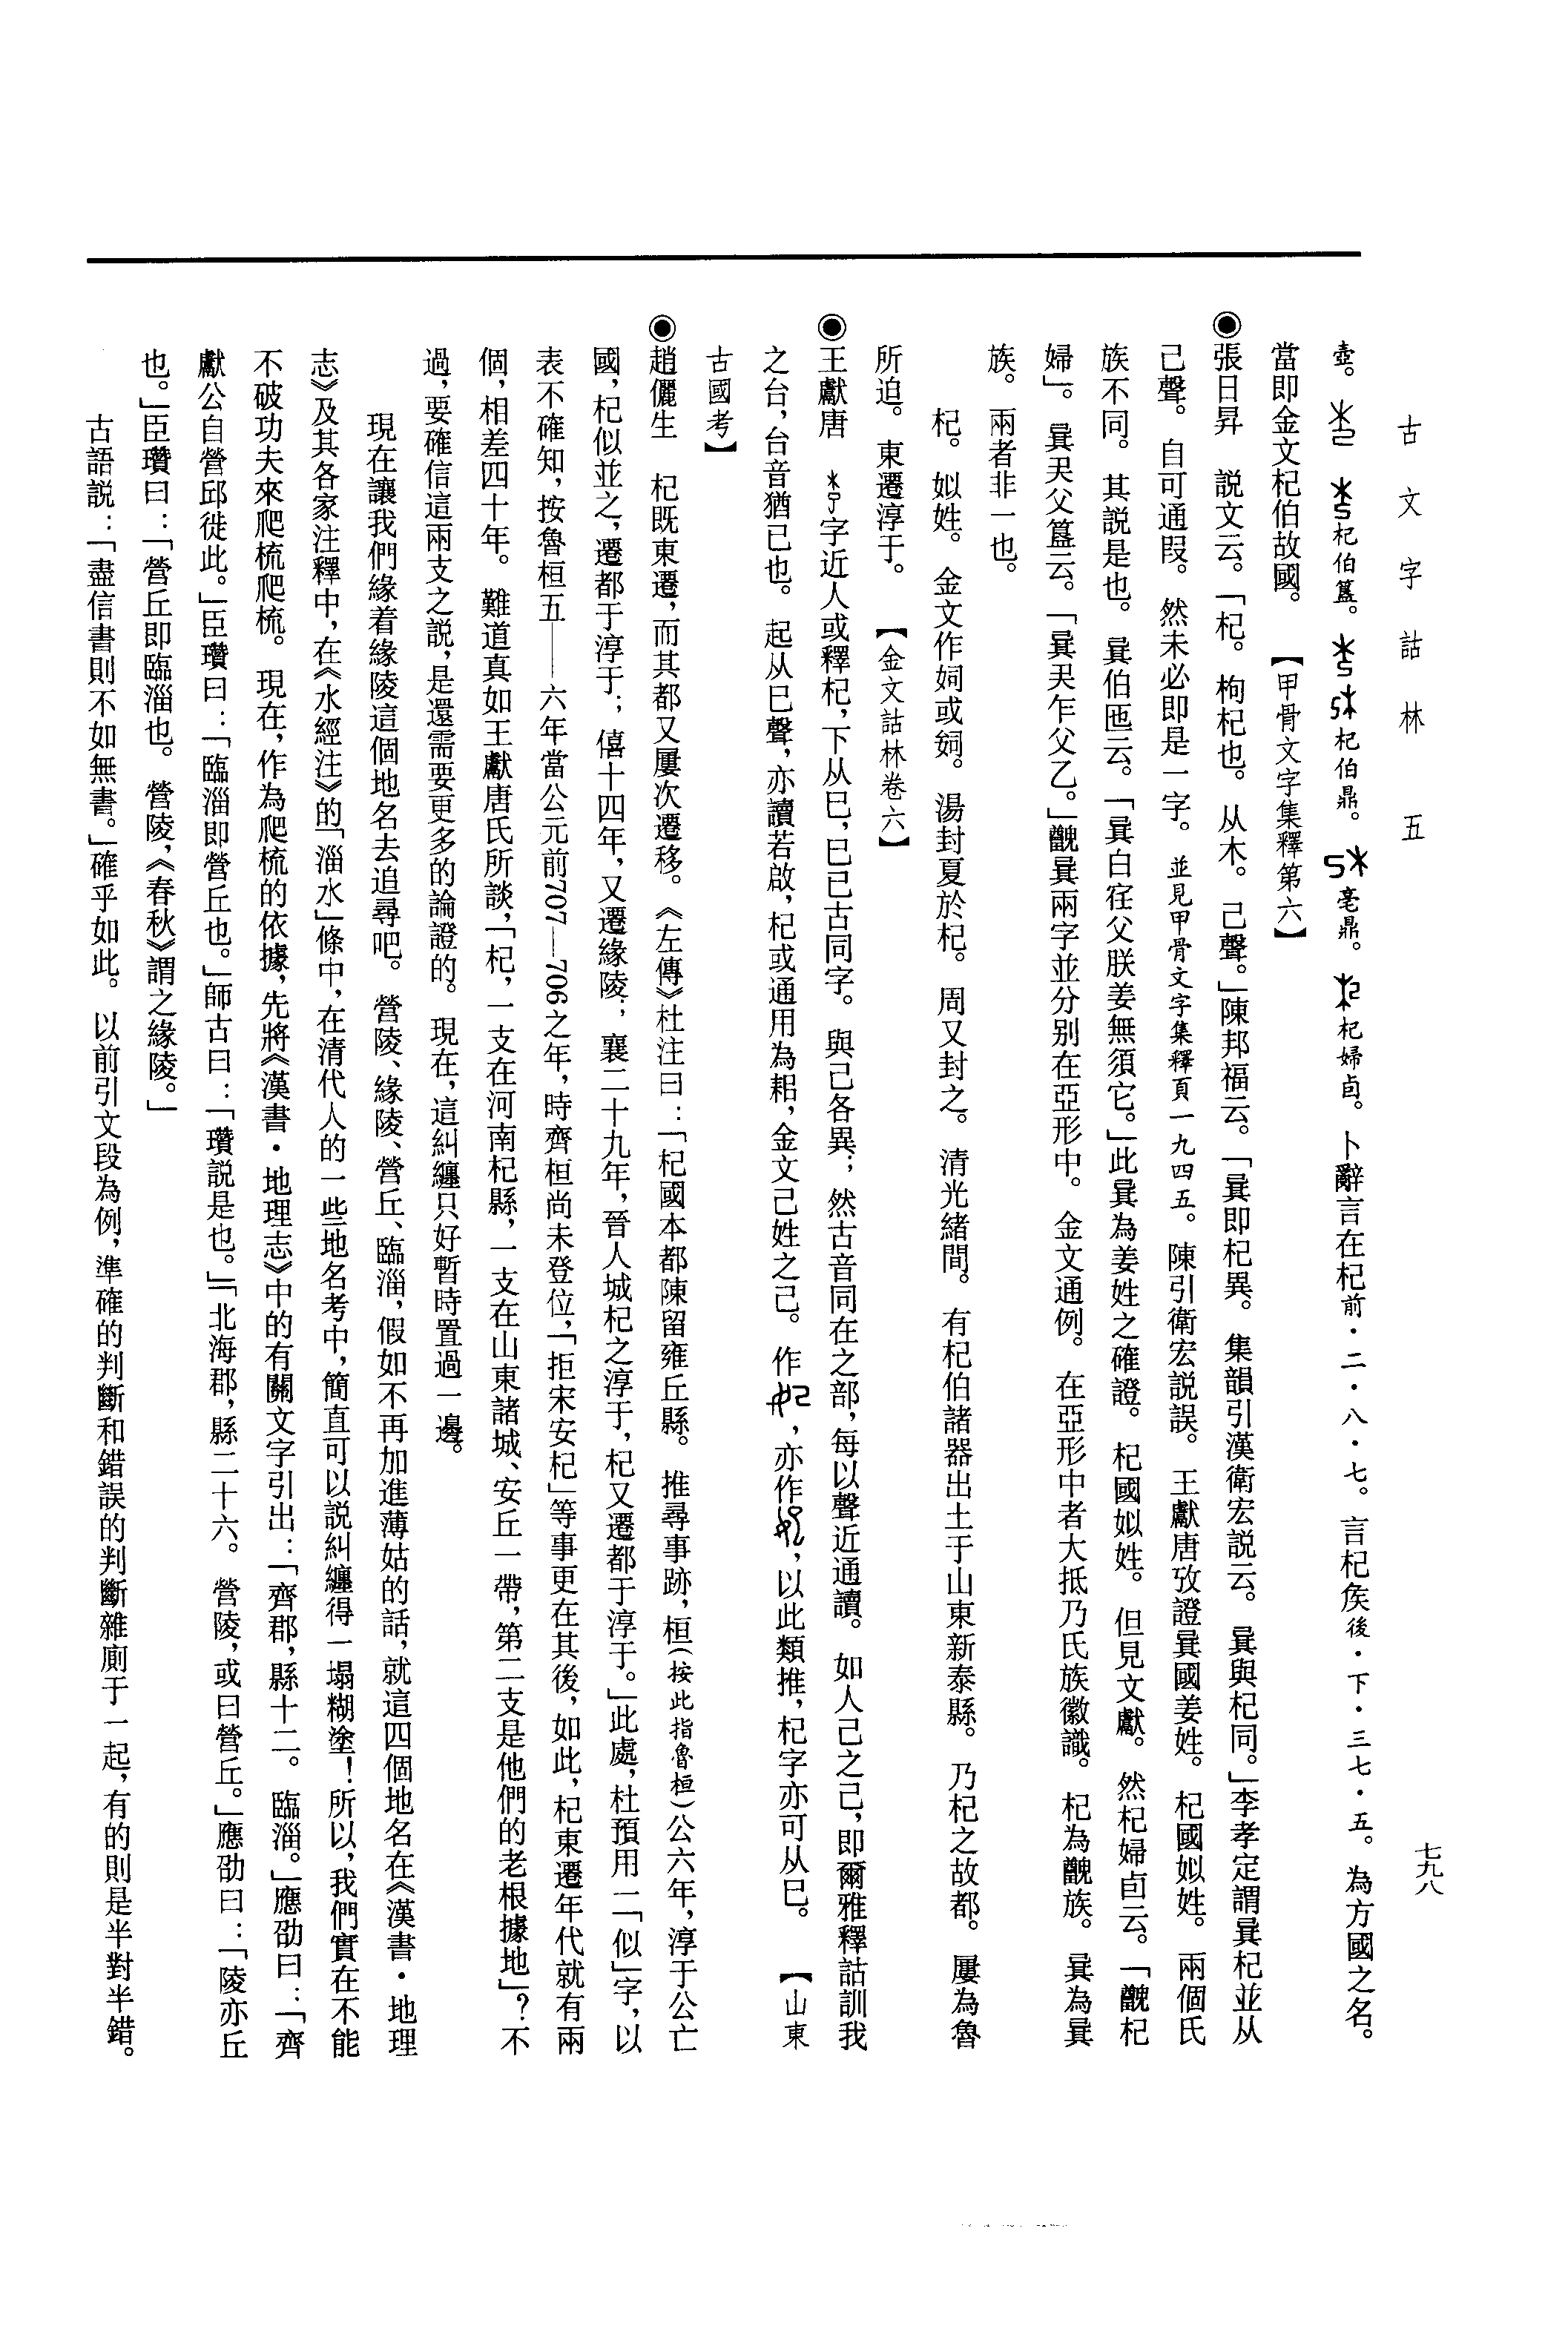 古文字詁林　五
七九八
壺。杞伯簋。杞伯鼎。亳鼎。杞婦卣。卜辭言在杞前·二·八·七。言杞矦後·下·三七·五。為方國之名。
當即金文杞伯故國。【甲骨文字集釋第六】
◉張日昇　説文云。「杞。枸杞也。从木。己聲。」陳邦福云。「㠱即杞異。集韻引漢衛宏説云。㠱與杞同。」李孝定謂㠱杞並从
己聲。自可通叚。然未必即是一字。並見甲骨文字集釋頁一九四五。陳引衛宏説誤。王獻唐攷證㠱國姜姓。杞國姒姓。兩個氏
族不同。其説是也。㠱伯匜云。「㠱白㝬父朕姜無須它。」此㠱為姜姓之確證。杞國姒姓。但見文獻。然杞婦卣云。「杞
婦」。㠱父簋云。「㠱乍父乙。」㠱兩字並分别在亞形中。金文通例。在亞形中者大抵乃氏族徽識。杞為族。㠱為㠱
族。兩者非一也。
杞。姒姓。金文作姛或㚸。湯封夏於杞。周又封之。清光緒間。有杞伯諸器出土于山東新泰縣。乃杞之故都。屢為魯
所迫。東遷淳于。【金文詁林卷六】
◉王獻唐　字近人或釋杞，下从巳，巳已古同字。與己各異；然古音同在之部，每以聲近通讀。如人己之己，即爾雅釋詁訓我
之台，台音猶已也。起从巳聲，亦讀若啟，杞或通用為耜，金文己姓之己。作，亦作，以此類推，杞字亦可从巳。【山東
古國考】
◉趙儷生　杞既東遷，而其都又屢次遷移。《左傳》杜注曰：「杞國本都陳留雍丘縣。推尋事跡，桓（按此指魯桓）公六年，淳于公亡
國，杞似並之，遷都于淳于；僖十四年，又遷緣陵；襄二十九年，晉人城杞之淳于，杞又遷都于淳于。」此處，杜預用一「似」字，以
表不確知，按魯桓五——六年當公元前707—706之年，時齊桓尚未登位，「拒宋安杞」等事更在其後，如此，杞東遷年代就有兩
個，相差四十年。難道真如王獻唐氏所談，「杞，一支在河南杞縣，一支在山東諸城、安丘一帶，第二支是他們的老根據地」？不
過，要確信這兩支之説，是還需要更多的論證的。現在，這糾纏只好暫時置過一邊。
現在讓我們緣着緣陵這個地名去追尋吧。營陵、緣陵、營丘、臨淄，假如不再加進薄姑的話，就這四個地名在《漢書·地理
志》及其各家注釋中，在《水經注》的「淄水」條中，在清代人的一些地名考中，簡直可以説糾纏得一塌糊塗！所以，我們實在不能
不破功夫來爬梳爬梳。現在，作為爬梳的依據，先將《漢書·地理志》中的有關文字引出：「齊郡，縣十二。臨淄。」應劭曰：「齊
獻公自營邱徙此。」臣瓚曰：「臨淄即營丘也。」師古曰：「瓚説是也。」「北海郡，縣二十六。營陵，或曰營丘。」應劭曰：「陵亦丘
也。」臣瓚曰：「營丘即臨淄也。營陵，《春秋》謂之緣陵。」
古語説：「盡信書則不如無書。」確乎如此。以前引文段為例，準確的判斷和錯誤的判斷雜廁于一起，有的則是半對半錯。